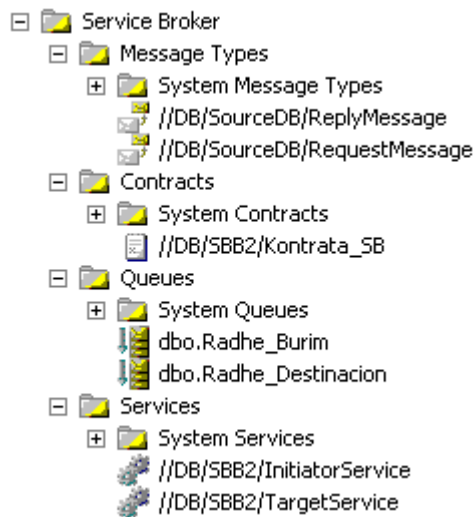 Service Broker
Message Types
System Message Types
//DB/SourceDB/ReplyMessage
//DB/SourceDB/RequestMessage
Contracts
System Contracts
//DB/SBB2/Kontrata_SB
Queues
System Queues
dbo.Radhe_Burim
dbo.Radhe_Destinacion
Services
System Services
//DB/SBB2/InitiatorService
//DB/SBB2/TargetService